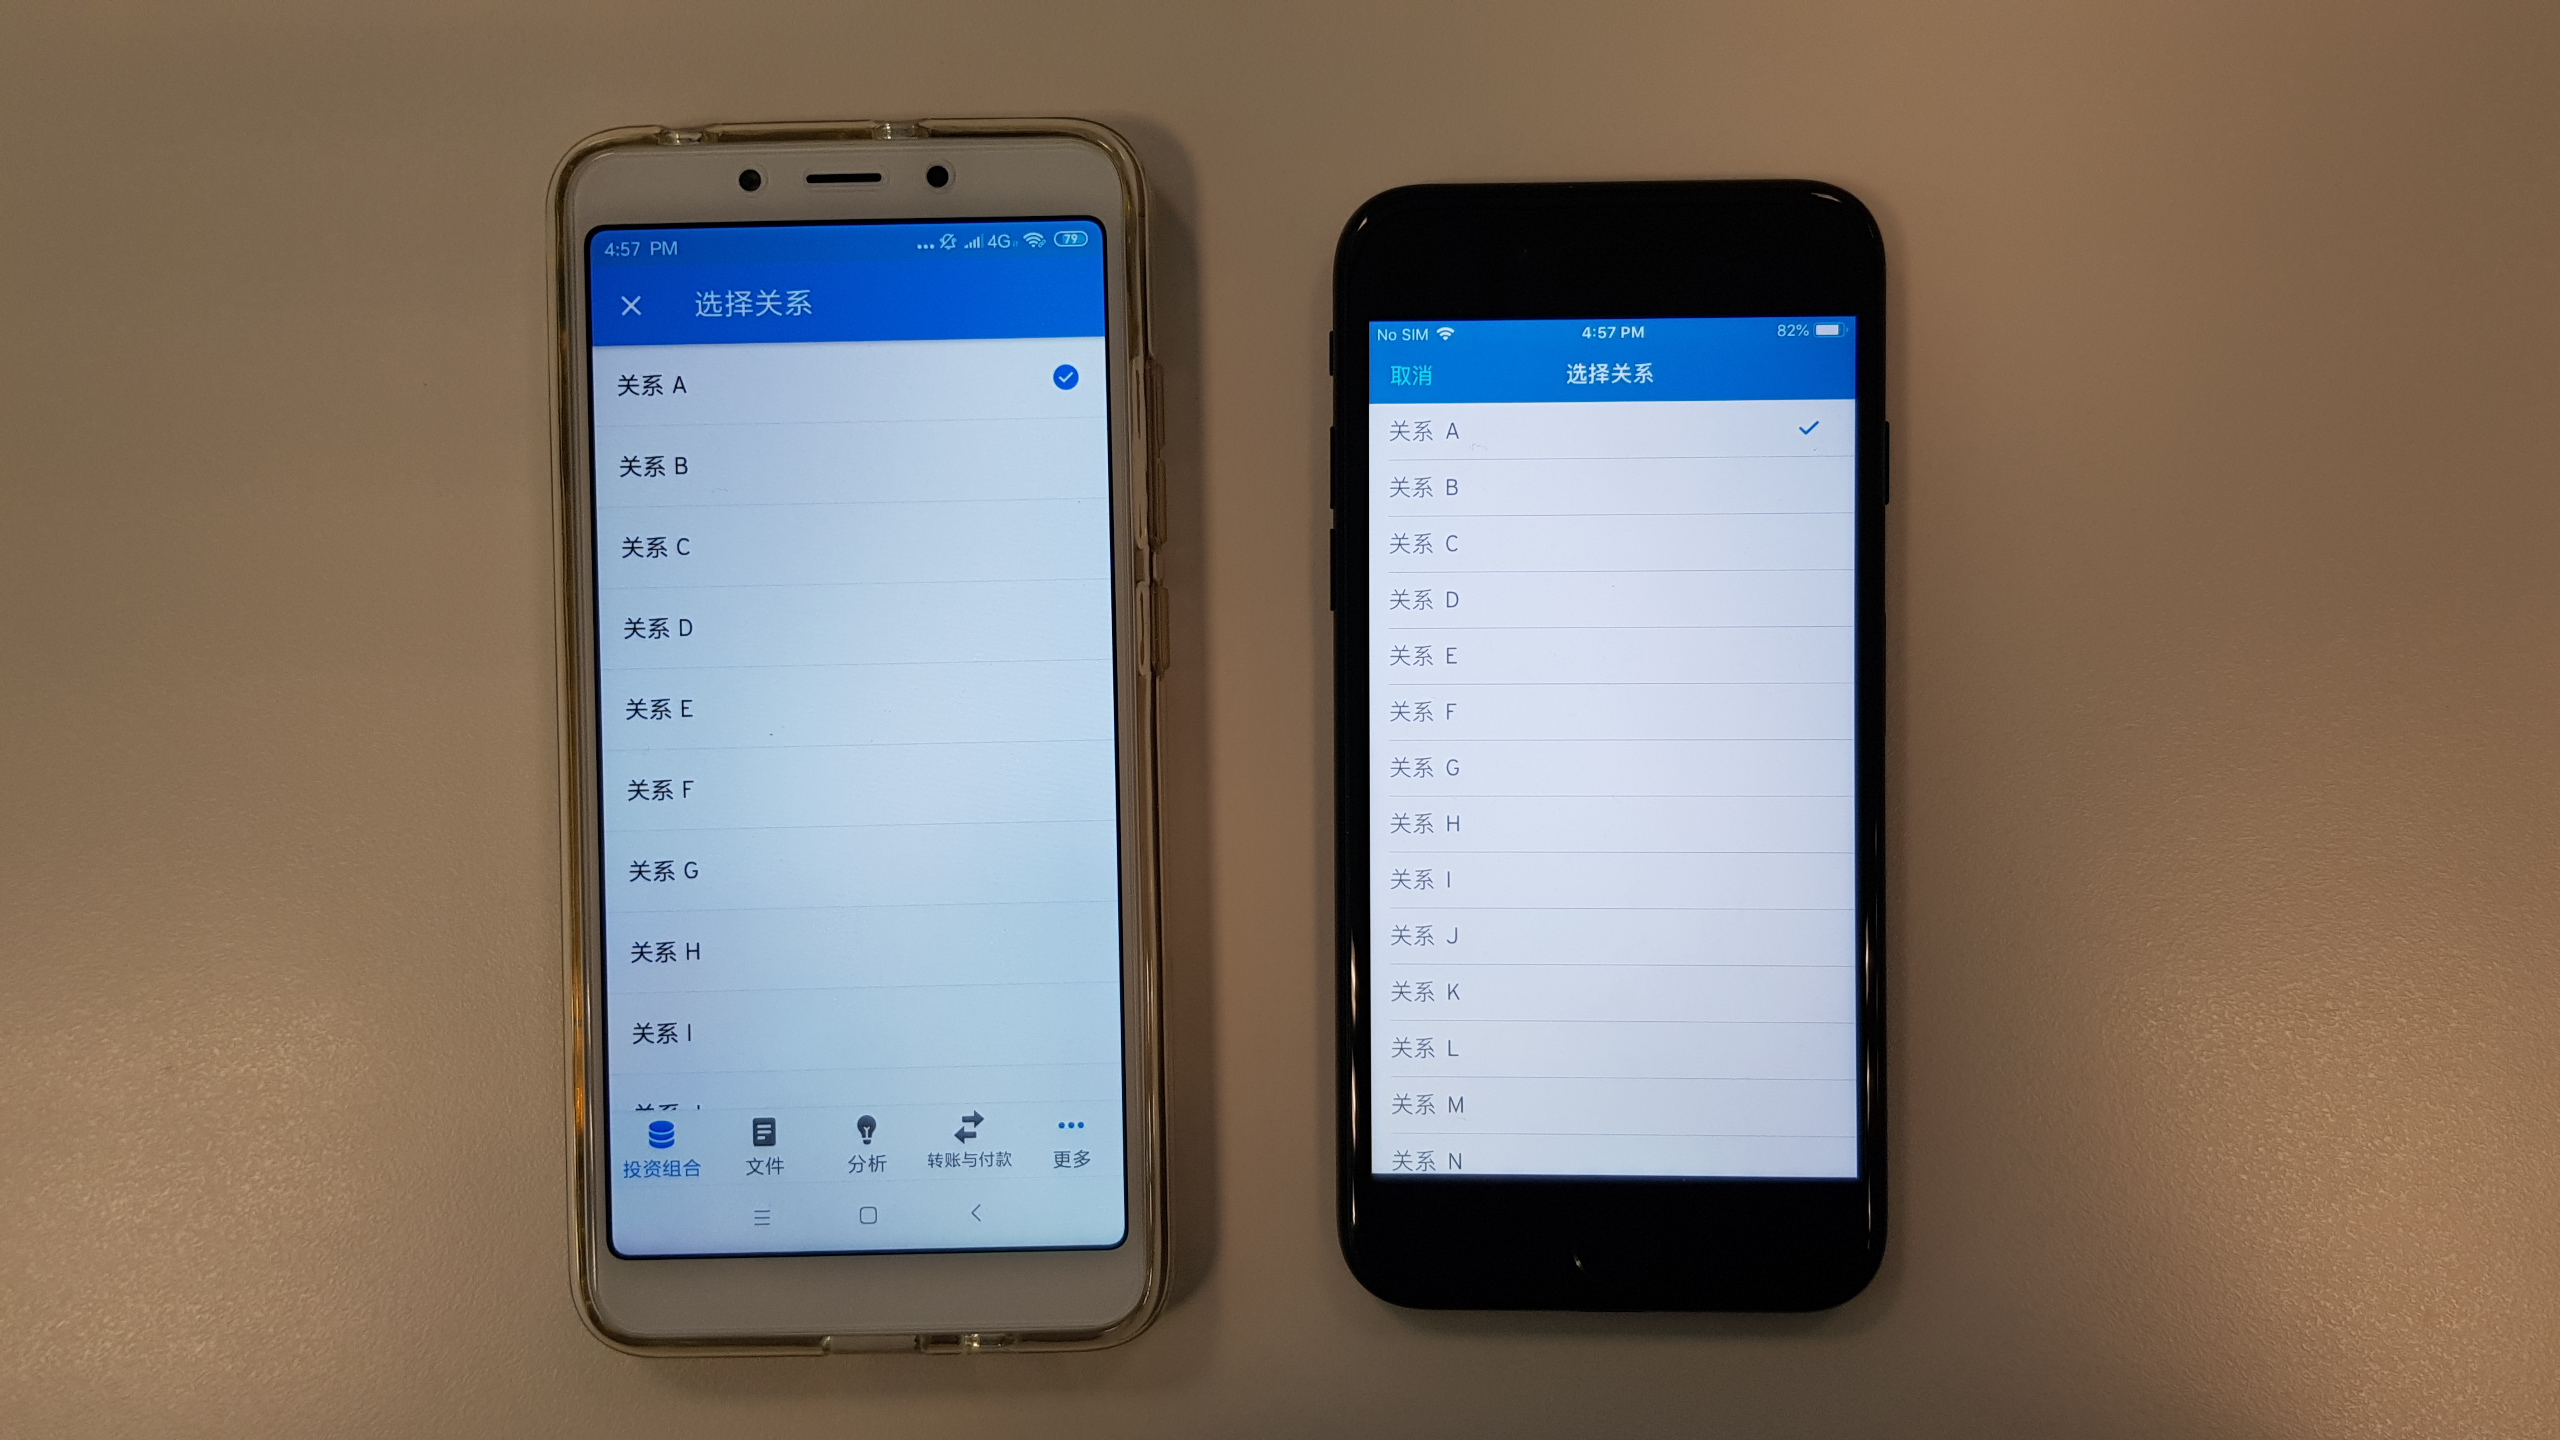 4:57 PM
4G
79
选择关系
关系 A
关系 B
关系 C
关系 D
关系 E
关系 F
关系 G
关系 H
关系 I
投资组合
文件
分析
转账与付款
更多
No SIM
4:57 PM
82%
取消
选择关系
关系 A
关系 B
关系 C
关系 D
关系 E
关系 F
关系 G
关系 H
关系 I
关系 J
关系 K
关系 L
关系 M
关系 N